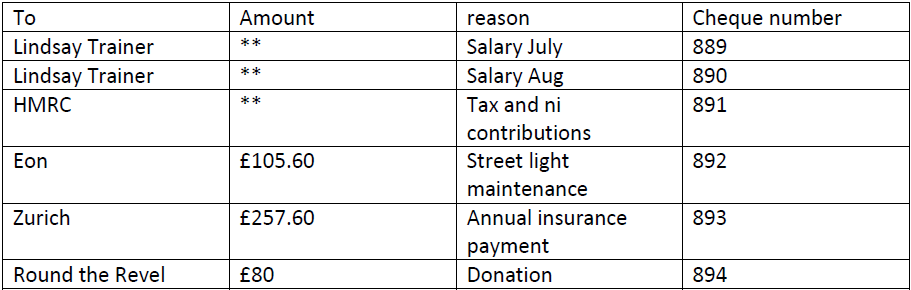 To Amount reason Cheque number
Lindsay Trainer ** Salary July 889
Lindsay Trainer ** Salary Aug 890
HMRC ** Tax and ni 891
contributions
Eon £105.60 Street light 892
maintenance
Zurich £257.60 Annual insurance 893
payment
Round the Revel £80 Donation 894